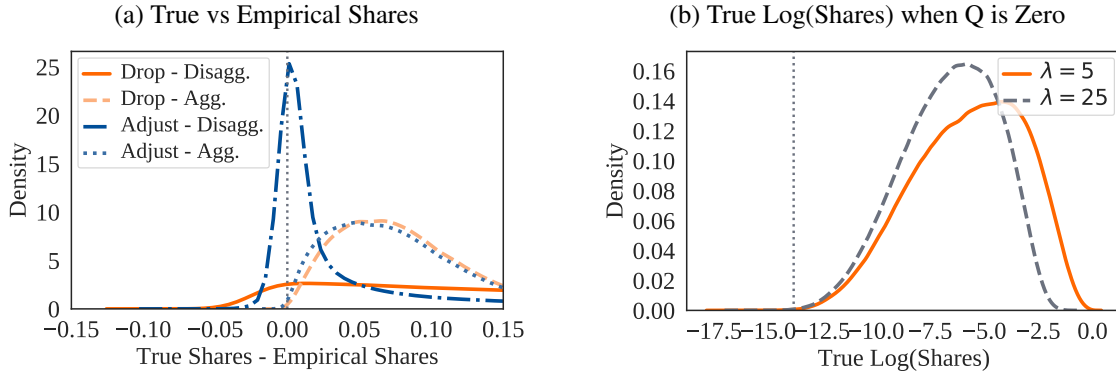 (a) True vs Empirical Shares
Density
25
20
15
10
5
0
Drop - Disagg.
Drop - Agg.
Adjust - Disagg.
Adjust - Agg.
−0.15 −0.10 −0.05 0.00 0.05 0.10 0.15
True Shares - Empirical Shares
(b) True Log(Shares) when Q is Zero
Density
0.16
0.14
0.12
0.10
0.08
0.06
0.04
0.02
0.00
λ = 5
λ = 25
−17.5−15.0−12.5−10.0−7.5 −5.0 −2.5 0.0
True Log(Shares)